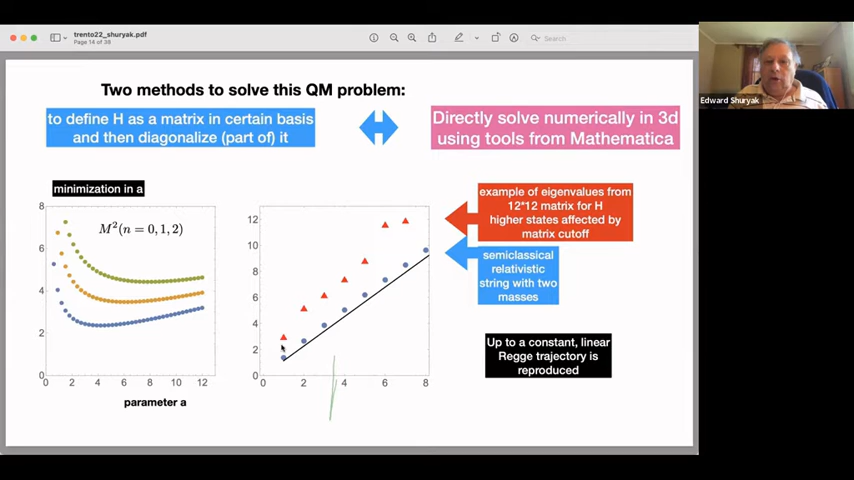 trento22_shuryak.pdf
Page 14 of 38
Search
Edward Shuryak
Two methods to solve this QM problem:
to define H as a matrix in certain basis
and then diagonalize (part of) it
Directly solve numerically in 3d
using tools from Mathematica
minimization in a
M²(n = 0,1,2)
8
6
4
2
0
0
2
4
6
8
10
12
parameter a
12
10
8
6
4
2
0
0
2
4
6
8
example of eigenvalues from
12*12 matrix for H
higher states affected by
matrix cutoff
semiclassical
relativistic
string with two
masses
Up to a constant, linear
Regge trajectory is
reproduced